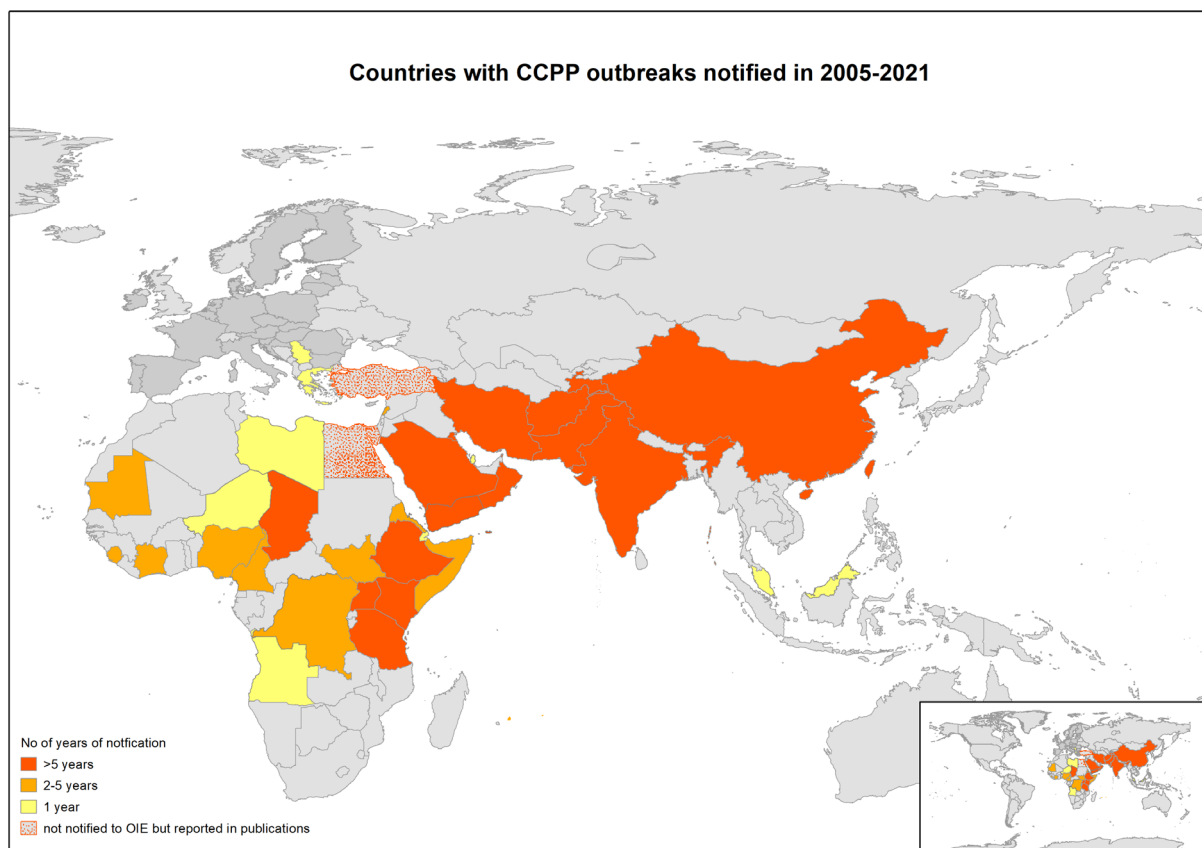 Countries with CCPP outbreaks notified in 2005-2021
No of years of notfication
>5 years
2-5 years
1 year
not notified to OIE but reported in publications